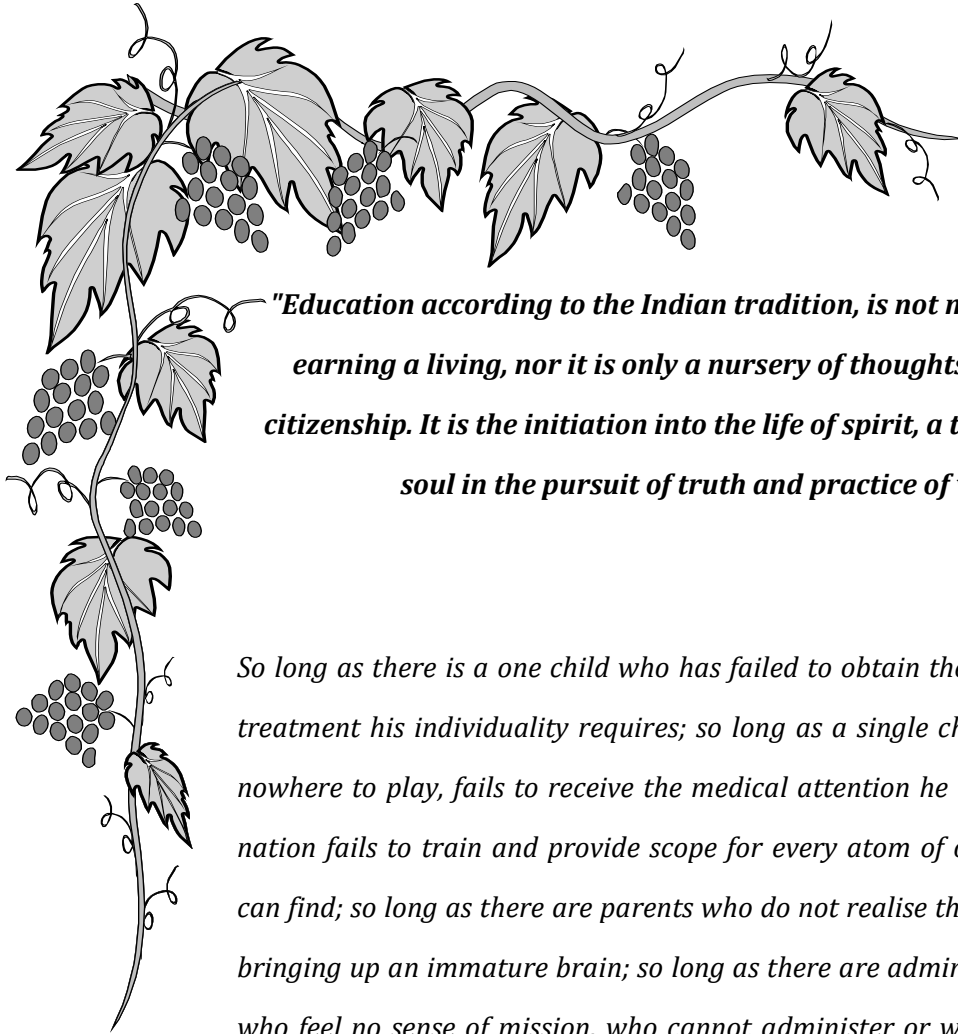 "Education according to the Indian tradition, is not
earning a living, nor it is only a nursery of thoughts
citizenship. It is the initiation into the life of spirit, a
soul in the pursuit of truth and practice of
So long as there is a one child who has failed to obtain
treatment his individuality requires; so long as a single
nowhere to play, fails to receive the medical attention he
nation fails to train and provide scope for every atom of
can find; so long as there are parents who do not realise
bringing up an immature brain; so long as there are
who feel no sense of mission, who cannot administer or